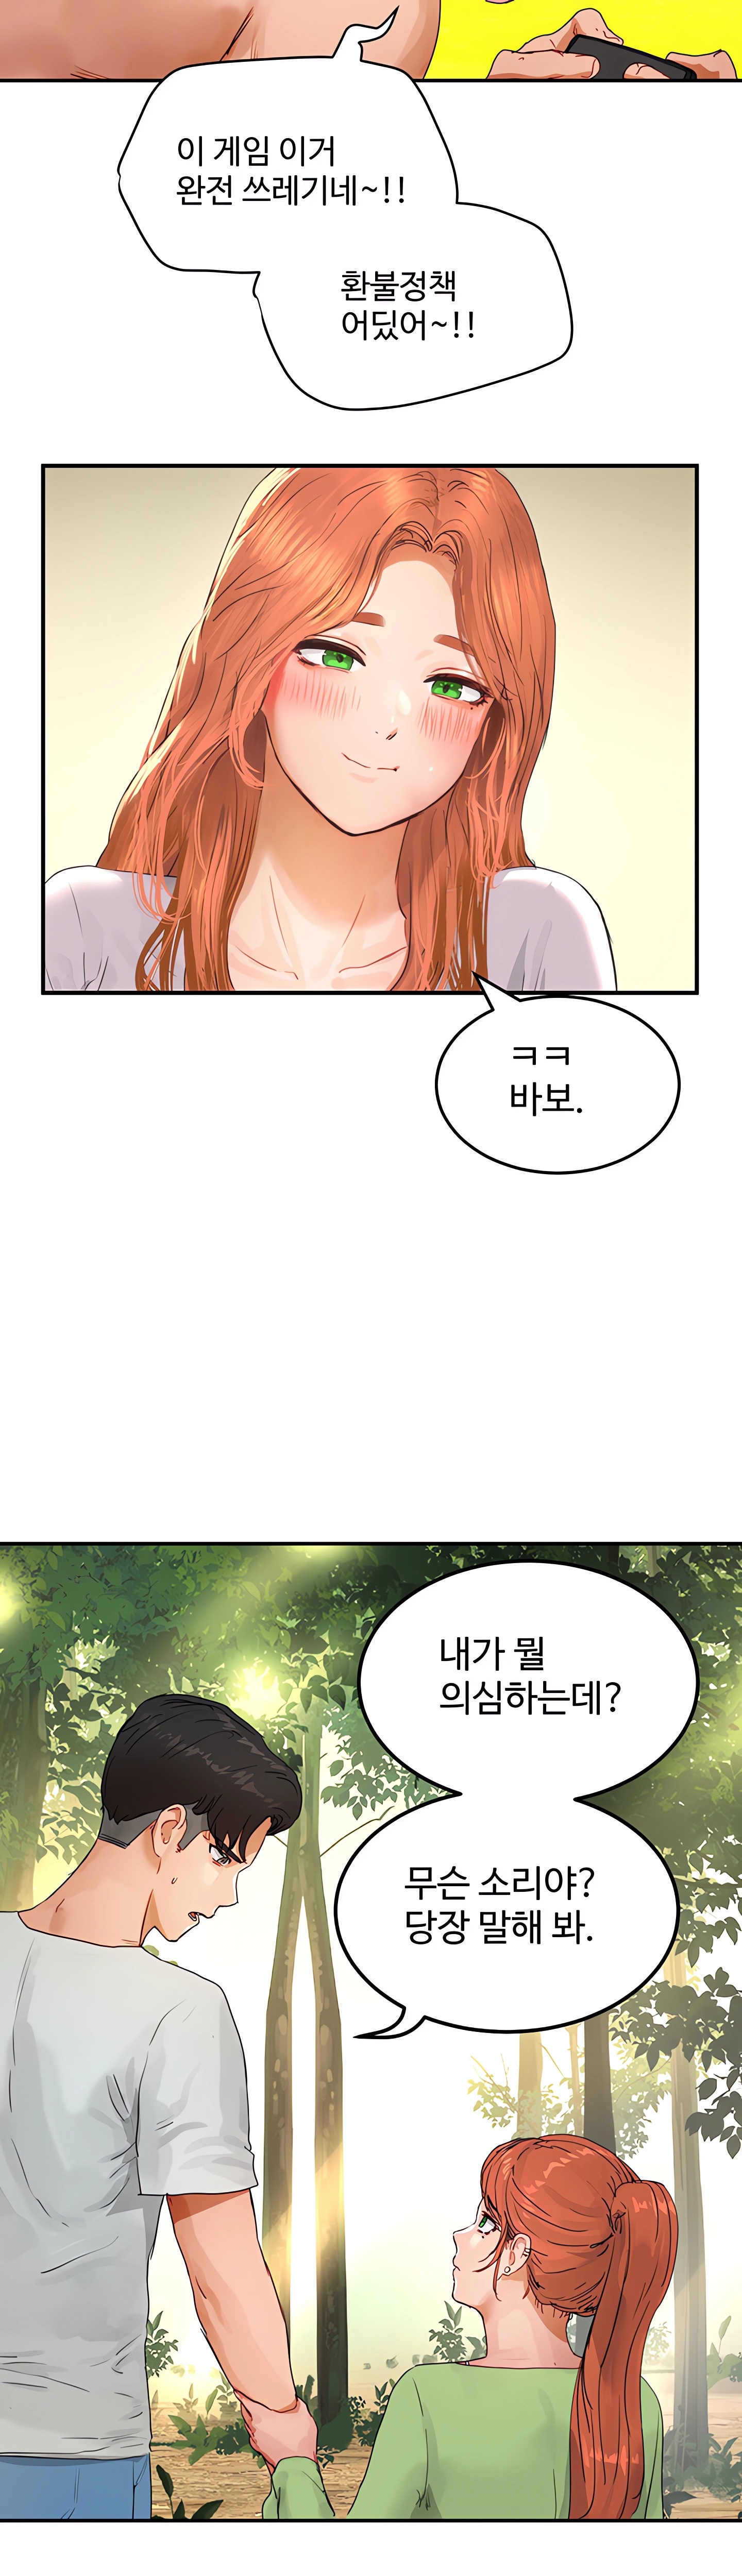 이 게임 이거
완전 쓰레기네~!!
환불정책
어딨어~!!
ㅋㅋ
바보.
내가 뭘
의심하는데?
무슨 소리야?
당장 말해 봐.